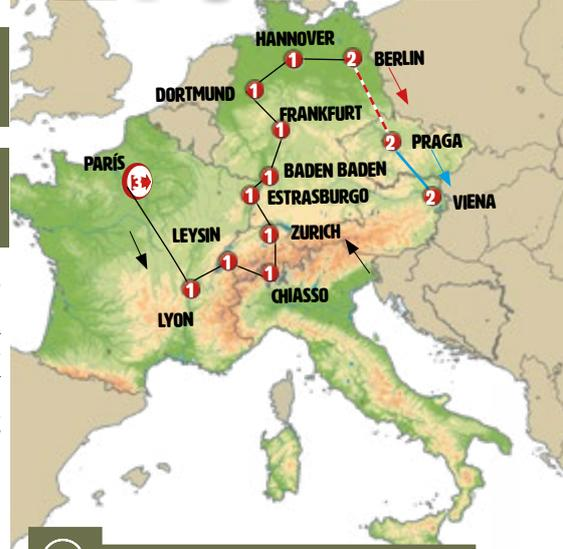 HANNOVER
1
2
BERLIN
DORTMUND
1
FRANKFURT
1
2
PRAGA
PARÍS
3
BADEN BADEN
1
1
ESTRASBURGO
2
VIENA
LEYSIN
1
ZURICH
1
1
CHIASSO
1
LYON